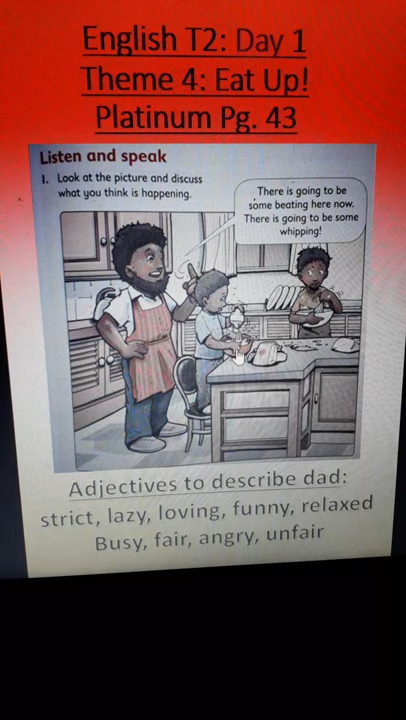 English T2: Day 1
Theme 4: Eat Up!
Platinum Pg. 43
Listen and speak
1. Look at the picture and discuss
what you think is happening.
There is going to be
some beating here now.
There is going to be some
whipping!
Adjectives to describe dad:
strict, lazy, loving, funny, relaxed
Busy, fair, angry, unfair